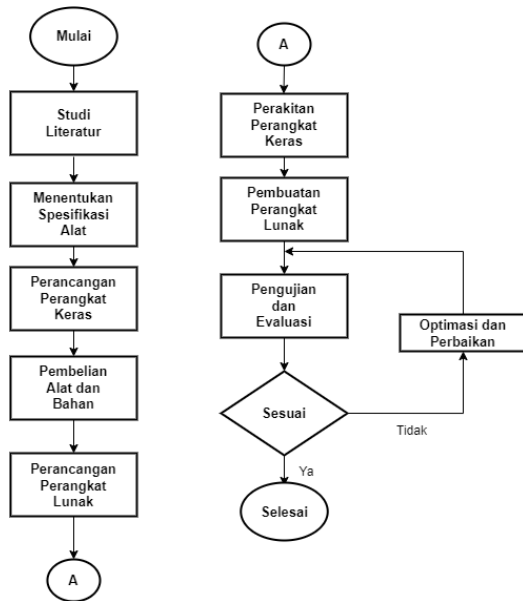 Mulai
Studi
Literatur
Menentukan
Spesifikasi
Alat
Perancangan
Perangkat
Keras
Pembelian
Alat dan
Bahan
Perancangan
Perangkat
Lunak
A
A
Perakitan
Perangkat
Keras
Pembuatan
Perangkat
Lunak
Pengujian
dan
Evaluasi
Optimasi dan
Perbaikan
Sesuai
Tidak
Ya
Selesai